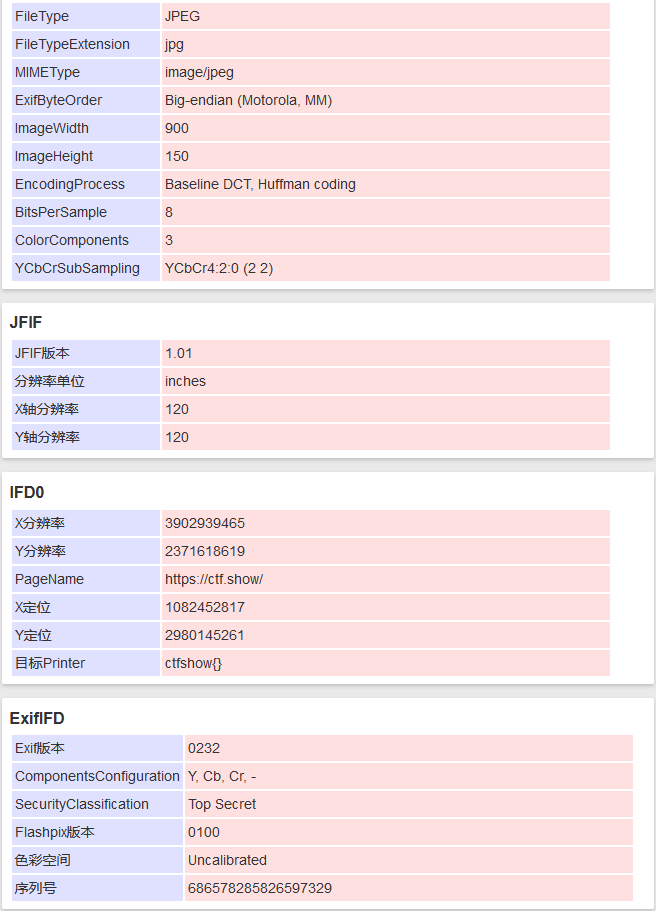 FileType JPEG
FileTypeExtension jpg
MIMEType image/jpeg
ExifByteOrder Big-endian (Motorola, MM)
ImageWidth 900
ImageHeight 150
EncodingProcess Baseline DCT, Huffman coding
BitsPerSample 8
ColorComponents 3
YCbCrSubSampling YCbCr4:2:0 (2 2)
JFIF
JFIF版本 1.01
分辨率单位 inches
X轴分辨率 120
Y轴分辨率 120
IFD0
X分辨率 3902939465
Y分辨率 2371618619
PageName https://ctf.show/
X定位 1082452817
Y定位 2980145261
目标Printer ctfshow{}
ExifIFD
Exif版本 0232
ComponentsConfiguration Y, Cb, Cr, -
SecurityClassification Top Secret
Flashpix版本 0100
色彩空间 Uncalibrated
序列号 686578285826597329